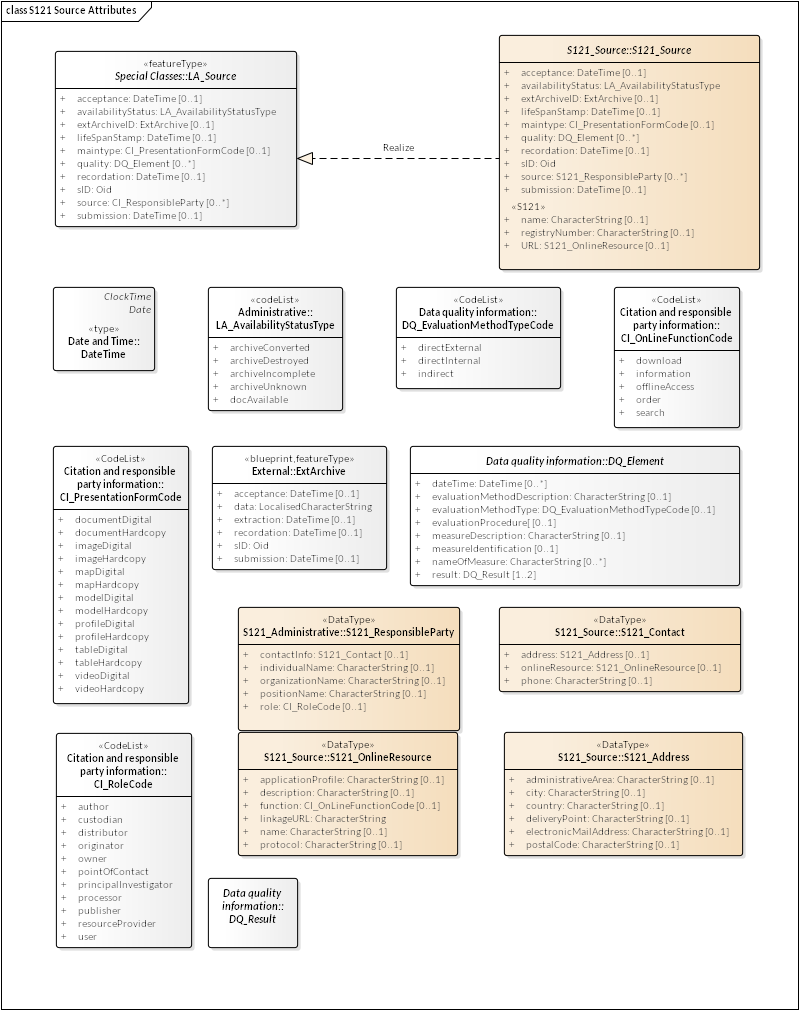 class S121 Source Attributes
«featureType»
Special Classes::LA_Source
+ acceptance: DateTime [0..1]
+ availabilityStatus: LA_AvailabilityStatusType
+ extArchiveID: ExtArchive [0..1]
+ lifeSpanStamp: DateTime [0..1]
+ maintype: CI_PresentationFormCode [0..1]
+ quality: DQ_Element [0..*]
+ recordation: DateTime [0..1]
+ sID: Oid
+ source: CI_ResponsibleParty [0..*]
+ submission: DateTime [0..1]
Realize
S121_Source::S121_Source
+ acceptance: DateTime [0..1]
+ availabilityStatus: LA_AvailabilityStatusType
+ extArchiveID: ExtArchive [0..1]
+ lifeSpanStamp: DateTime [0..1]
+ maintype: CI_PresentationFormCode [0..1]
+ quality: DQ_Element [0..*]
+ recordation: DateTime [0..1]
+ sID: Oid
+ source: S121_ResponsibleParty [0..*]
+ submission: DateTime [0..1]
«S121»
+ name: CharacterString [0..1]
+ registryNumber: CharacterString [0..1]
+ URL: S121_OnlineResource [0..1]
ClockTime
Date
«type»
Date and Time::
DateTime
«codeList»
Administrative::
LA_AvailabilityStatusType
+ archiveConverted
+ archiveDestroyed
+ archiveIncomplete
+ archiveUnknown
+ docAvailable
«CodeList»
Data quality information::
DQ_EvaluationMethodTypeCode
+ directExternal
+ directInternal
+ indirect
«CodeList»
Citation and responsible
party information::
CI_OnLineFunctionCode
+ download
+ information
+ offlineAccess
+ order
+ search
«CodeList»
Citation and responsible
party information::
CI_PresentationFormCode
+ documentDigital
+ documentHardcopy
+ imageDigital
+ imageHardcopy
+ mapDigital
+ mapHardcopy
+ modelDigital
+ modelHardcopy
+ profileDigital
+ profileHardcopy
+ tableDigital
+ tableHardcopy
+ videoDigital
+ videoHardcopy
«blueprint,featureType»
External::ExtArchive
+ acceptance: DateTime [0..1]
+ data: LocalisedCharacterString
+ extraction: DateTime [0..1]
+ recordation: DateTime [0..1]
+ sID: Oid
+ submission: DateTime [0..1]
Data quality information::DQ_Element
+ dateTime: DateTime [0..*]
+ evaluationMethodDescription: CharacterString [0..1]
+ evaluationMethodType: DQ_EvaluationMethodTypeCode [0..1]
+ evaluationProcedure[ [0..1]
+ measureDescription: CharacterString [0..1]
+ measureIdentification [0..1]
+ nameOfMeasure: CharacterString [0..*]
+ result: DQ_Result [1..2]
«DataType»
S121_Administrative::S121_ResponsibleParty
+ contactInfo: S121_Contact [0..1]
+ individualName: CharacterString [0..1]
+ organizationName: CharacterString [0..1]
+ positionName: CharacterString [0..1]
+ role: CI_RoleCode [0..1]
«DataType»
S121_Source::S121_Contact
+ address: S121_Address [0..1]
+ onlineResource: S121_OnlineResource [0..1]
+ phone: CharacterString [0..1]
«CodeList»
Citation and responsible
party information::
CI_RoleCode
+ author
+ custodian
+ distributor
+ originator
+ owner
+ pointOfContact
+ principalInvestigator
+ processor
+ publisher
+ resourceProvider
+ user
«DataType»
S121_Source::S121_OnlineResource
+ applicationProfile: CharacterString [0..1]
+ description: CharacterString [0..1]
+ function: CI_OnLineFunctionCode [0..1]
+ linkageURL: CharacterString
+ name: CharacterString [0..1]
+ protocol: CharacterString [0..1]
«DataType»
S121_Source::S121_Address
+ administrativeArea: CharacterString [0..1]
+ city: CharacterString [0..1]
+ country: CharacterString [0..1]
+ deliveryPoint: CharacterString [0..1]
+ electronicMailAddress: CharacterString [0..1]
+ postalCode: CharacterString [0..1]
Data quality
information::
DQ_Result